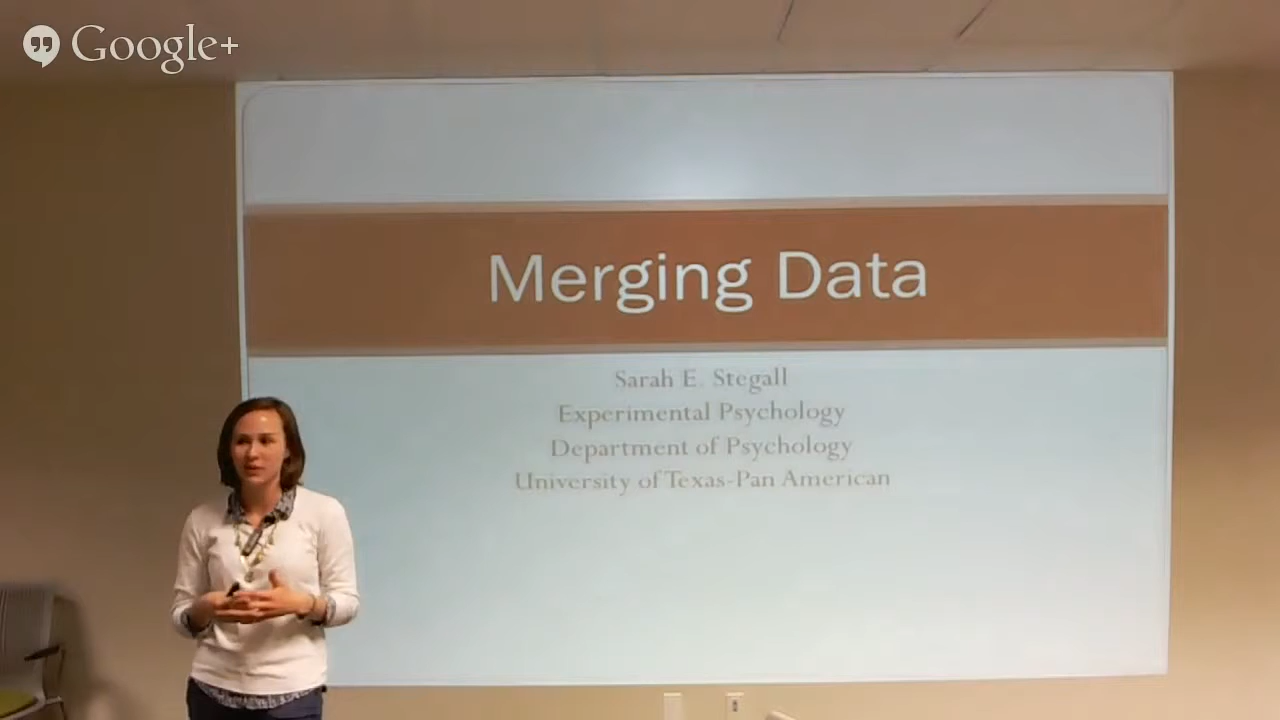 Google+
Merging Data
Sarah E. Stegall
Experimental Psychology
Department of Psychology
University of Texas-Pan American